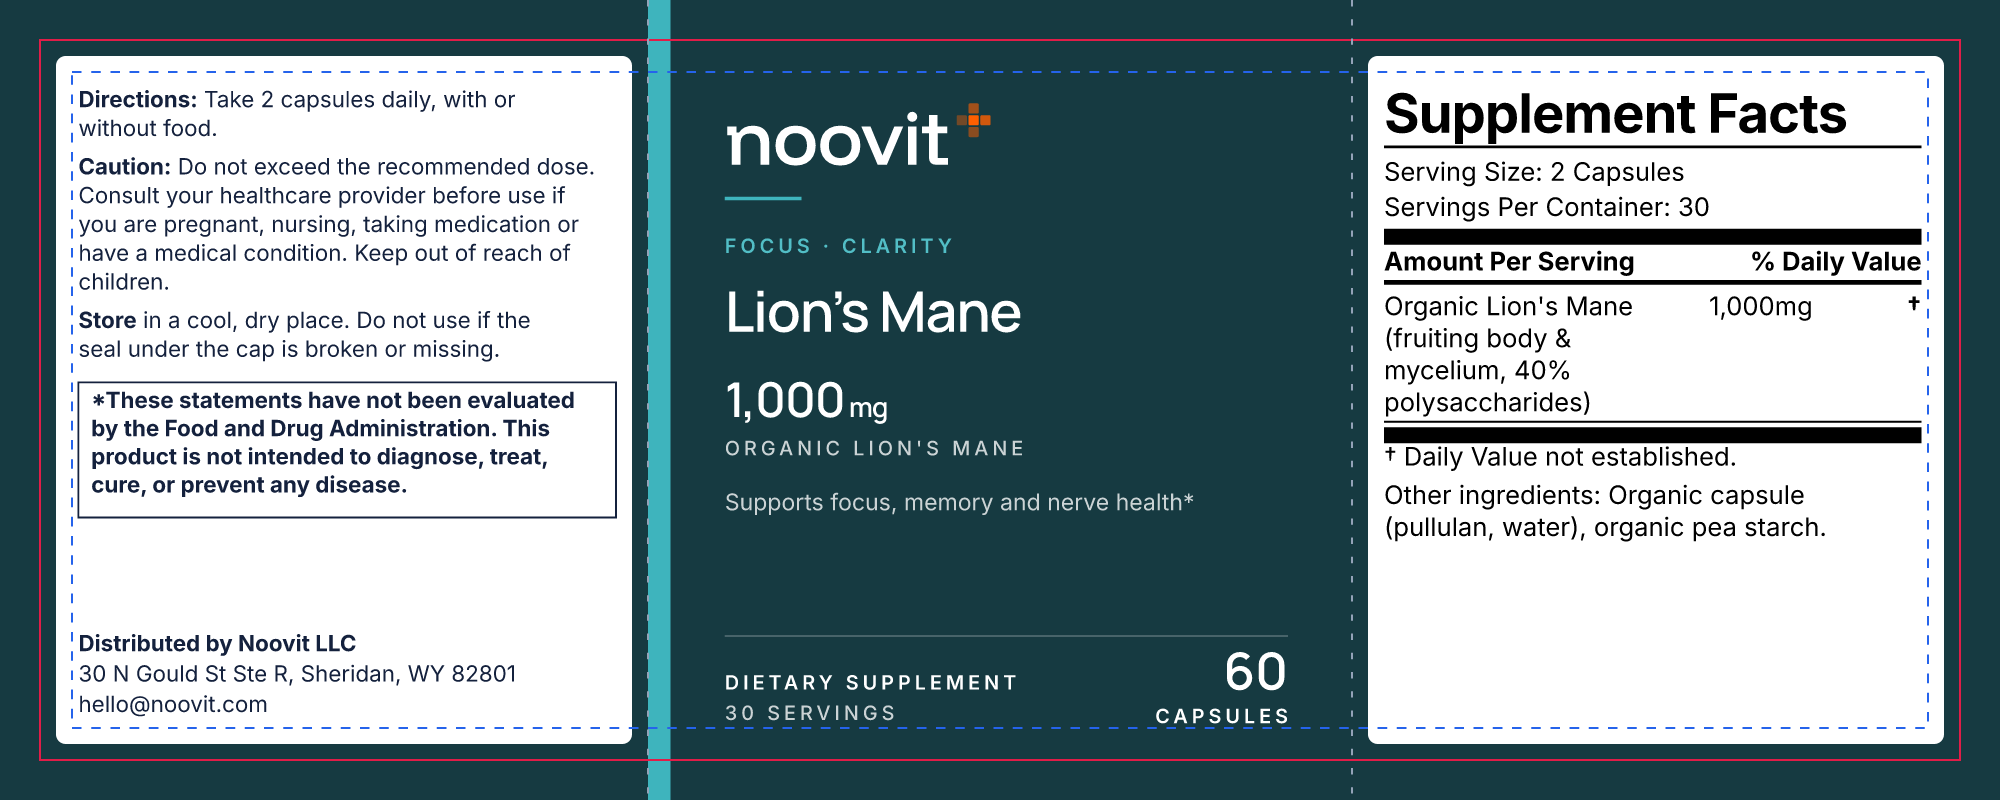 Directions: Take 2 capsules daily, with or
without food.
Caution: Do not exceed the recommended dose.
Consult your healthcare provider before use if
you are pregnant, nursing, taking medication or
have a medical condition. Keep out of reach of
children.
Store in a cool, dry place. Do not use if the
seal under the cap is broken or missing.
*These statements have not been evaluated
by the Food and Drug Administration. This
product is not intended to diagnose, treat,
cure, or prevent any disease.
Distributed by Noovit LLC
30 N Gould St Ste R, Sheridan, WY 82801
hello@noovit.com
noovit
FOCUS · CLARITY
Lion’s Mane
1,000 mg
ORGANIC LION'S MANE
Supports focus, memory and nerve health*
DIETARY SUPPLEMENT
30 SERVINGS
60
CAPSULES
Supplement Facts
Serving Size: 2 Capsules
Servings Per Container: 30
Amount Per Serving % Daily Value
Organic Lion's Mane 1,000mg †
(fruiting body &
mycelium, 40%
polysaccharides)
† Daily Value not established.
Other ingredients: Organic capsule
(pullulan, water), organic pea starch.